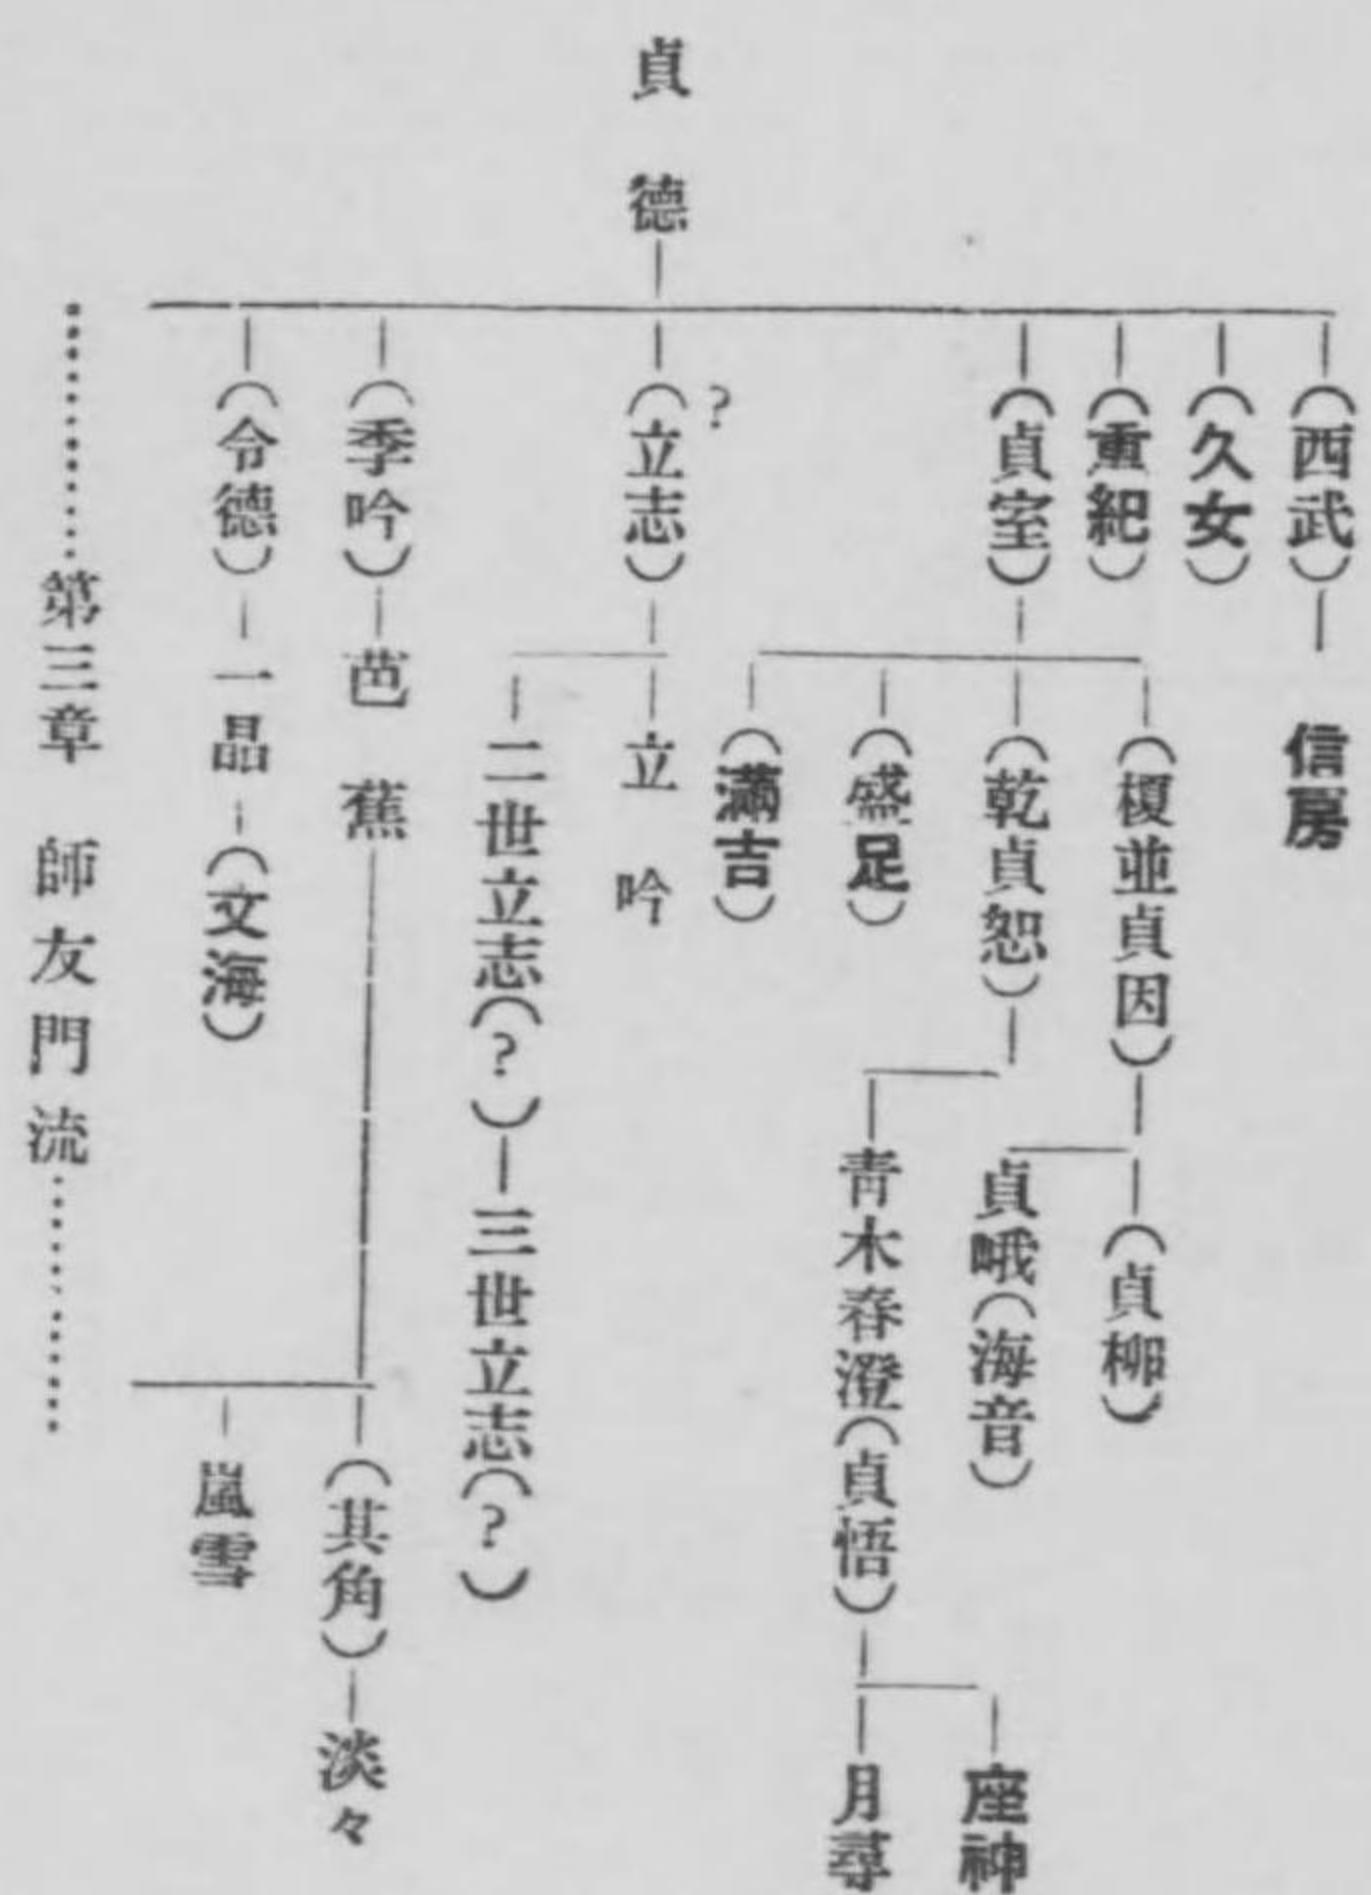 貞德
（西武）
信房
（久女）
（重紀）
（貞室）
（榎並貞因）
（貞柳）
貞峨（海音）
（乾貞恕）
青木春澄（貞悟）
座神
月尋
（盛足）
（滿吉）
?
（立志）
立吟
二世立志（?）
三世立志（?）
（季吟）
芭蕉
（其角）
淡々
嵐雪
（令德）
一晶
（文海）
第三章 師友門流